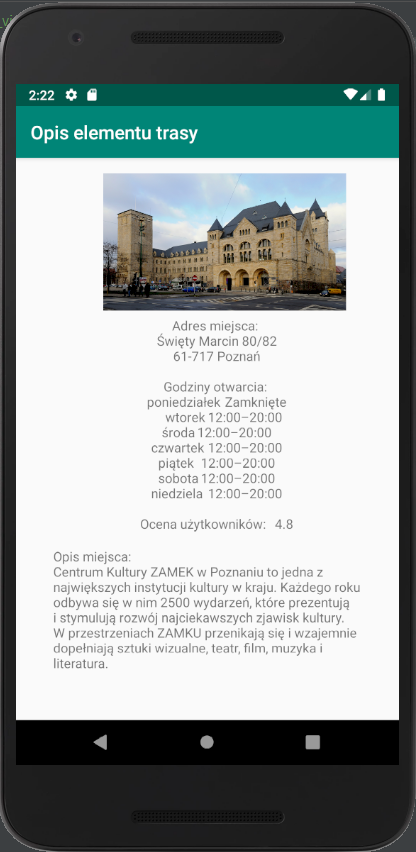 2:22
Opis elementu trasy
Adres miejsca:
Święty Marcin 80/82
61-717 Poznań
Godziny otwarcia:
poniedziałek Zamknięte
wtorek 12:00–20:00
środa 12:00–20:00
czwartek 12:00–20:00
piątek 12:00–20:00
sobota 12:00–20:00
niedziela 12:00–20:00
Ocena użytkowników: 4.8
Opis miejsca:
Centrum Kultury ZAMEK w Poznaniu to jedna z
największych instytucji kultury w kraju. Każdego roku
odbywa się w nim 2500 wydarzeń, które prezentują
i stymulują rozwój najciekawszych zjawisk kultury.
W przestrzeniach ZAMKU przenikają się i wzajemnie
dopełniają sztuki wizualne, teatr, film, muzyka i
literatura.